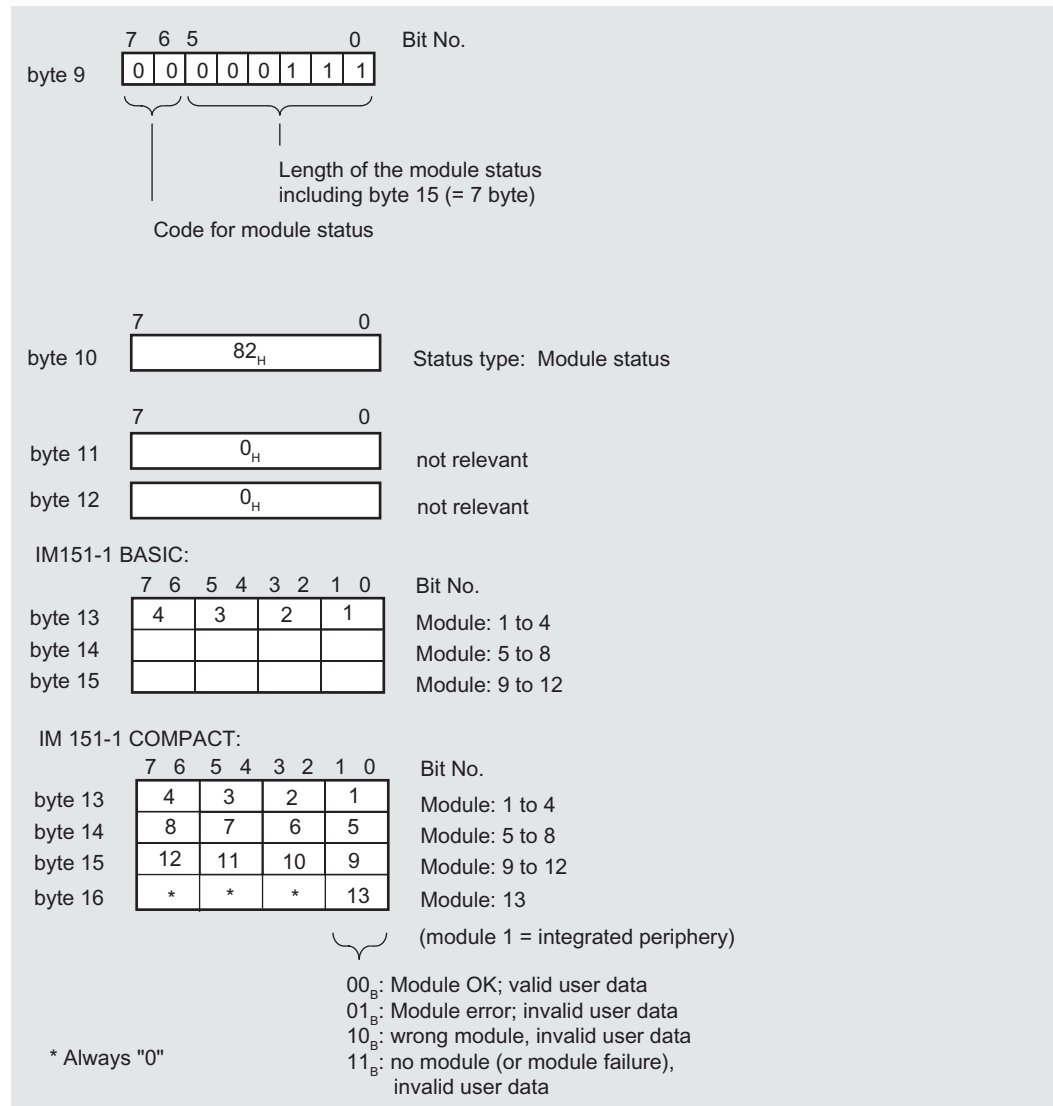 7 6 5 0 Bit No.
byte 9 0 0 0 0 0 1 1 1
Length of the module status
including byte 15 (= 7 byte)
Code for module status
7 0
byte 10 82H Status type: Module status
7 0
byte 11 0H not relevant
byte 12 0H not relevant
IM151-1 BASIC:
7 6 5 4 3 2 1 0 Bit No.
byte 13 4 3 2 1 Module: 1 to 4
byte 14 Module: 5 to 8
byte 15 Module: 9 to 12
IM 151-1 COMPACT:
7 6 5 4 3 2 1 0 Bit No.
byte 13 4 3 2 1 Module: 1 to 4
byte 14 8 7 6 5 Module: 5 to 8
byte 15 12 11 10 9 Module: 9 to 12
byte 16 * * * 13 Module: 13
(module 1 = integrated periphery)
00B: Module OK; valid user data
01B: Module error; invalid user data
10B: wrong module, invalid user data
* Always "0" 11B: no module (or module failure),
invalid user data